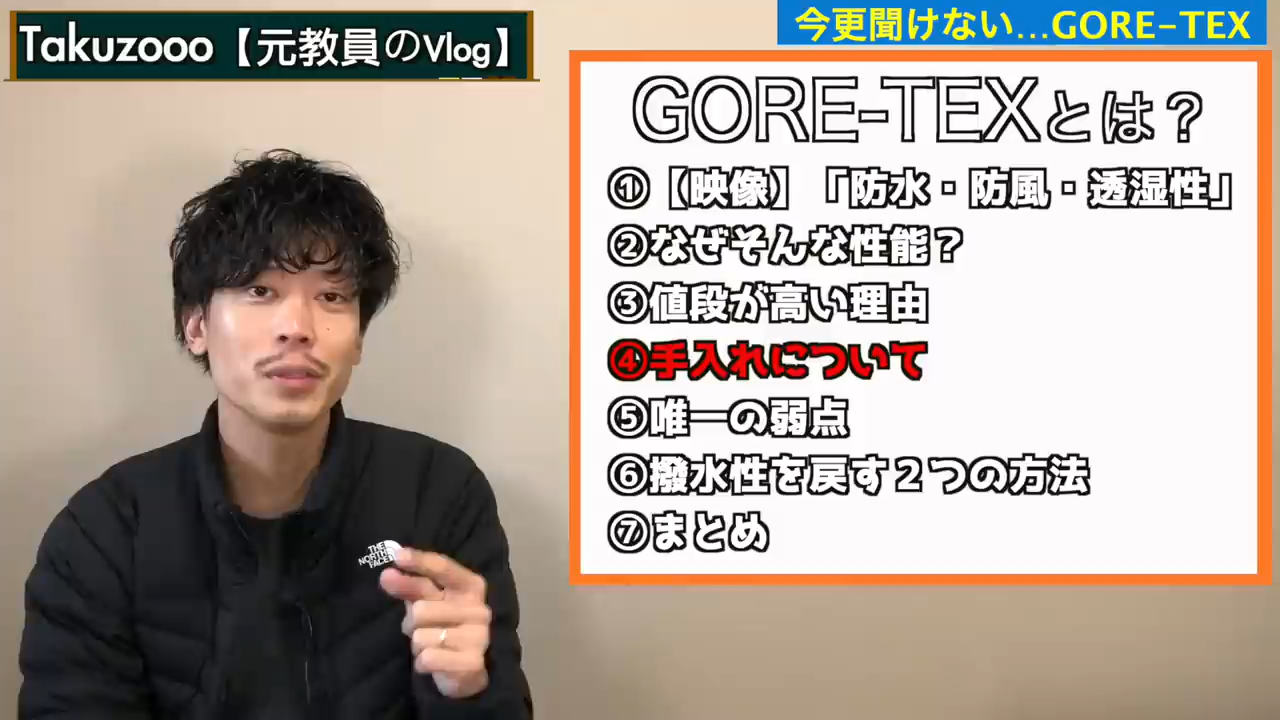 Takuzooo【元教員のVlog】
今更聞けない…GORE-TEX
GORE-TEXとは？
①【映像】「防水・防風・透湿性」
②なぜそんな性能？
③値段が高い理由
④手入れについて
⑤唯一の弱点
⑥撥水性を戻す２つの方法
⑦まとめ
THE
NORTH
FACE